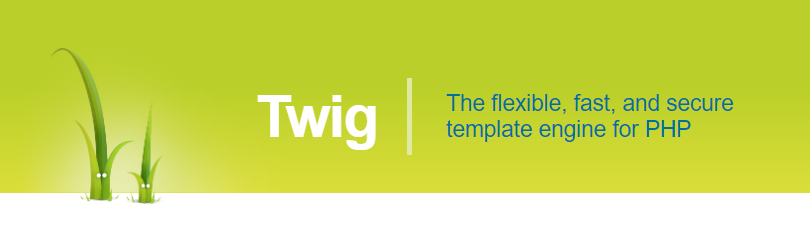 Twig
The flexible, fast, and secure
template engine for PHP